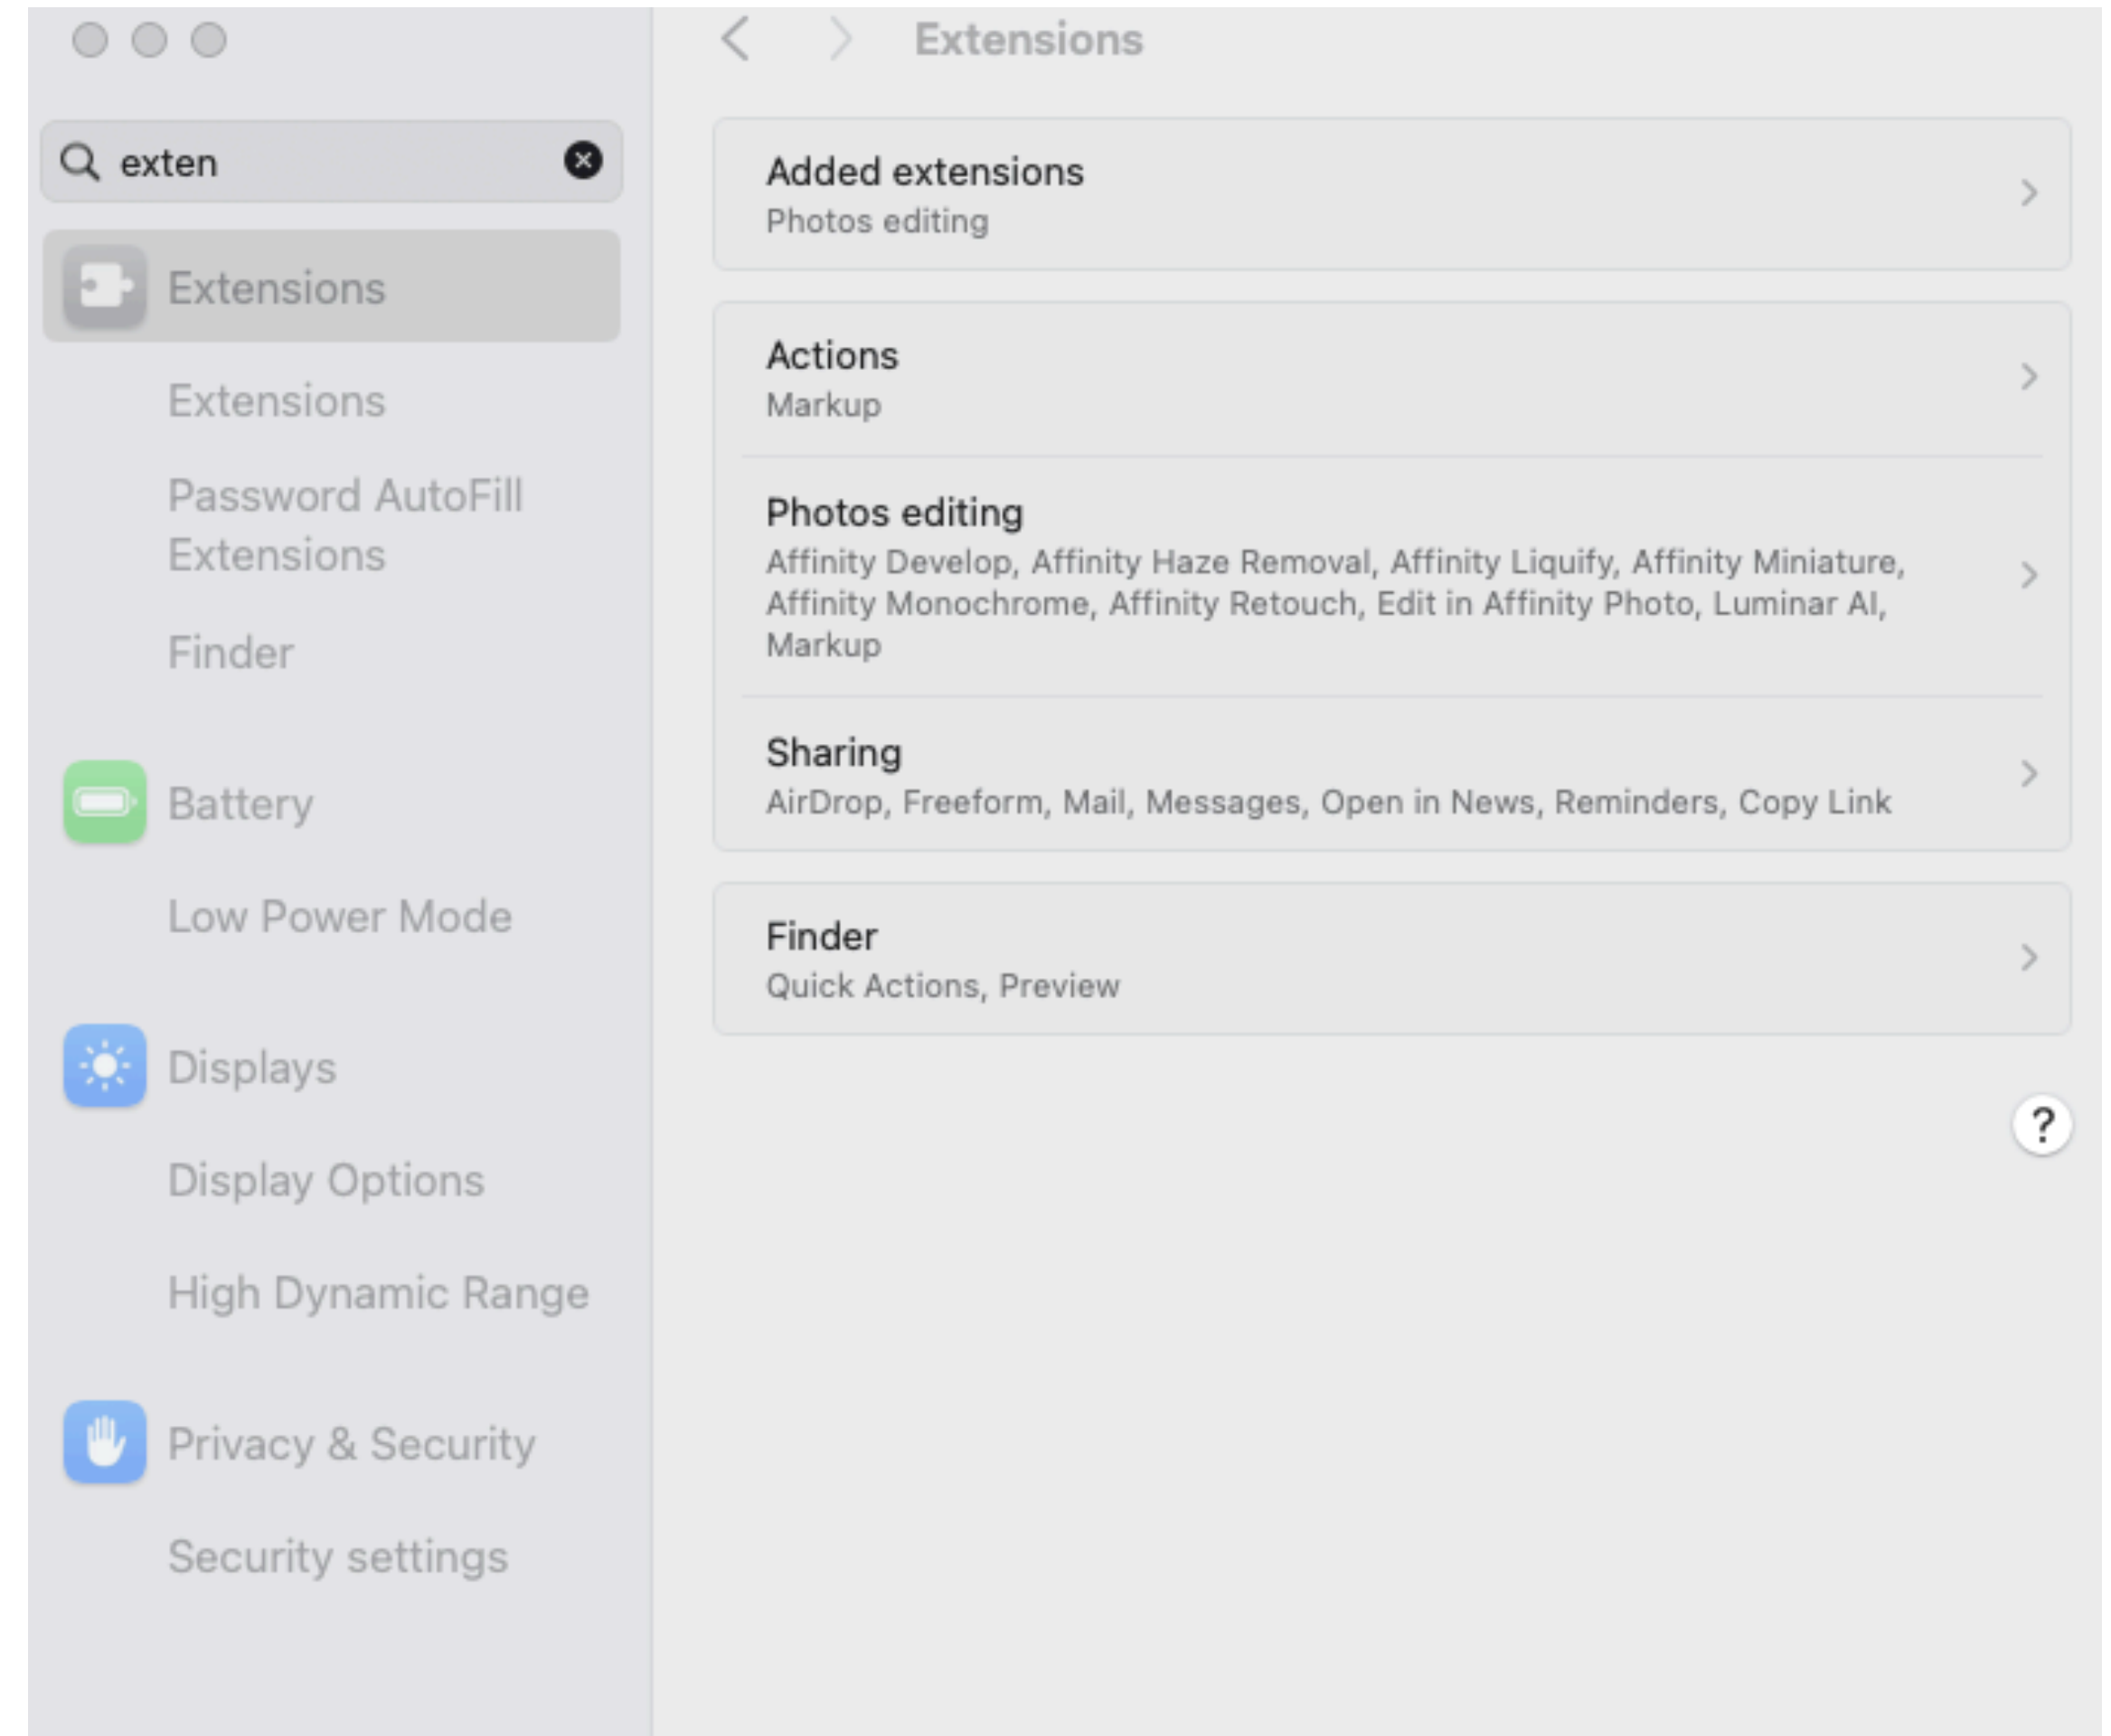 exten
Extensions
Extensions
Password AutoFill
Extensions
Finder
Battery
Low Power Mode
Displays
Display Options
High Dynamic Range
Privacy & Security
Security settings
Extensions
Added extensions
Photos editing
Actions
Markup
Photos editing
Affinity Develop, Affinity Haze Removal, Affinity Liquify, Affinity Miniature,
Affinity Monochrome, Affinity Retouch, Edit in Affinity Photo, Luminar AI,
Markup
Sharing
AirDrop, Freeform, Mail, Messages, Open in News, Reminders, Copy Link
Finder
Quick Actions, Preview
?